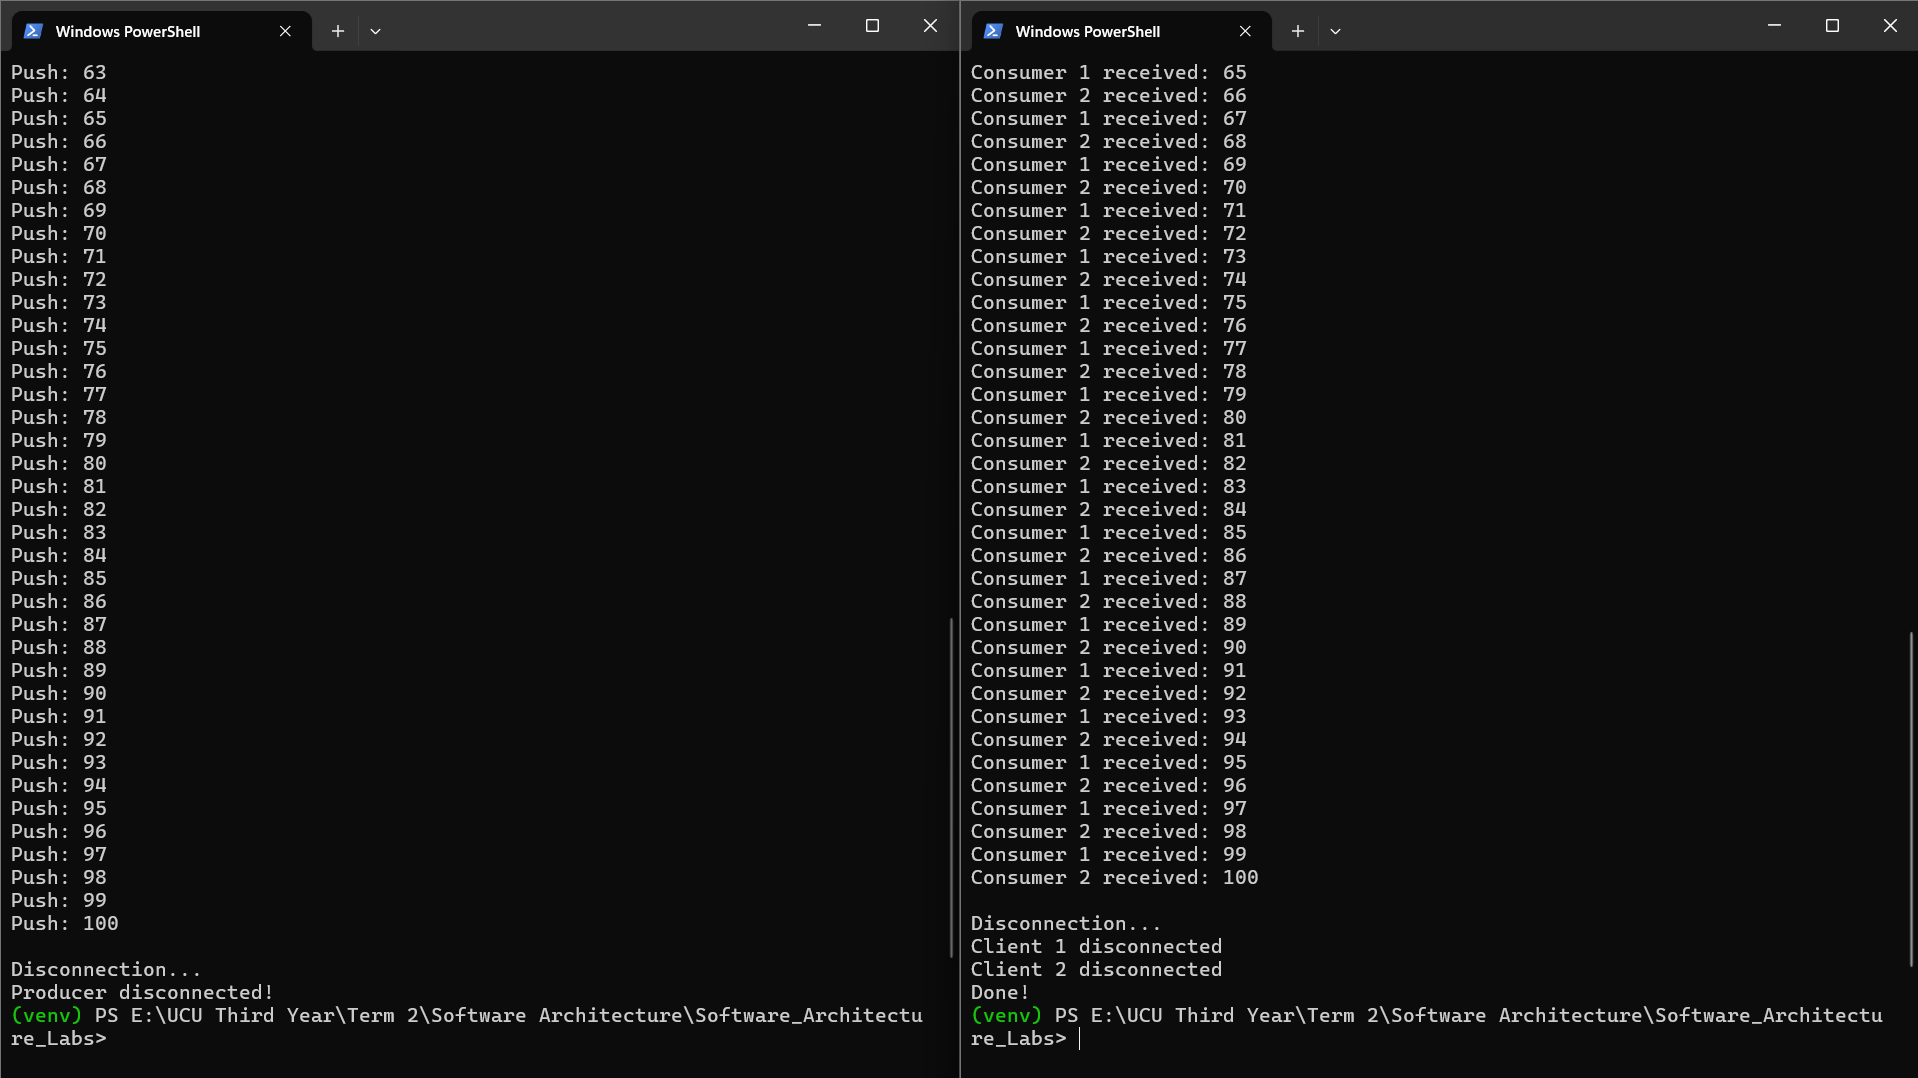 Windows PowerShell
Push: 63
Push: 64
Push: 65
Push: 66
Push: 67
Push: 68
Push: 69
Push: 70
Push: 71
Push: 72
Push: 73
Push: 74
Push: 75
Push: 76
Push: 77
Push: 78
Push: 79
Push: 80
Push: 81
Push: 82
Push: 83
Push: 84
Push: 85
Push: 86
Push: 87
Push: 88
Push: 89
Push: 90
Push: 91
Push: 92
Push: 93
Push: 94
Push: 95
Push: 96
Push: 97
Push: 98
Push: 99
Push: 100
Disconnection...
Producer disconnected!
(venv) PS E:\UCU Third Year\Term 2\Software Architecture\Software_Architectu
re_Labs>
Windows PowerShell
Consumer 1 received: 65
Consumer 2 received: 66
Consumer 1 received: 67
Consumer 2 received: 68
Consumer 1 received: 69
Consumer 2 received: 70
Consumer 1 received: 71
Consumer 2 received: 72
Consumer 1 received: 73
Consumer 2 received: 74
Consumer 1 received: 75
Consumer 2 received: 76
Consumer 1 received: 77
Consumer 2 received: 78
Consumer 1 received: 79
Consumer 2 received: 80
Consumer 1 received: 81
Consumer 2 received: 82
Consumer 1 received: 83
Consumer 2 received: 84
Consumer 1 received: 85
Consumer 2 received: 86
Consumer 1 received: 87
Consumer 2 received: 88
Consumer 1 received: 89
Consumer 2 received: 90
Consumer 1 received: 91
Consumer 2 received: 92
Consumer 1 received: 93
Consumer 2 received: 94
Consumer 1 received: 95
Consumer 2 received: 96
Consumer 1 received: 97
Consumer 2 received: 98
Consumer 1 received: 99
Consumer 2 received: 100
Disconnection...
Client 1 disconnected
Client 2 disconnected
Done!
(venv) PS E:\UCU Third Year\Term 2\Software Architecture\Software_Architectu
re_Labs>